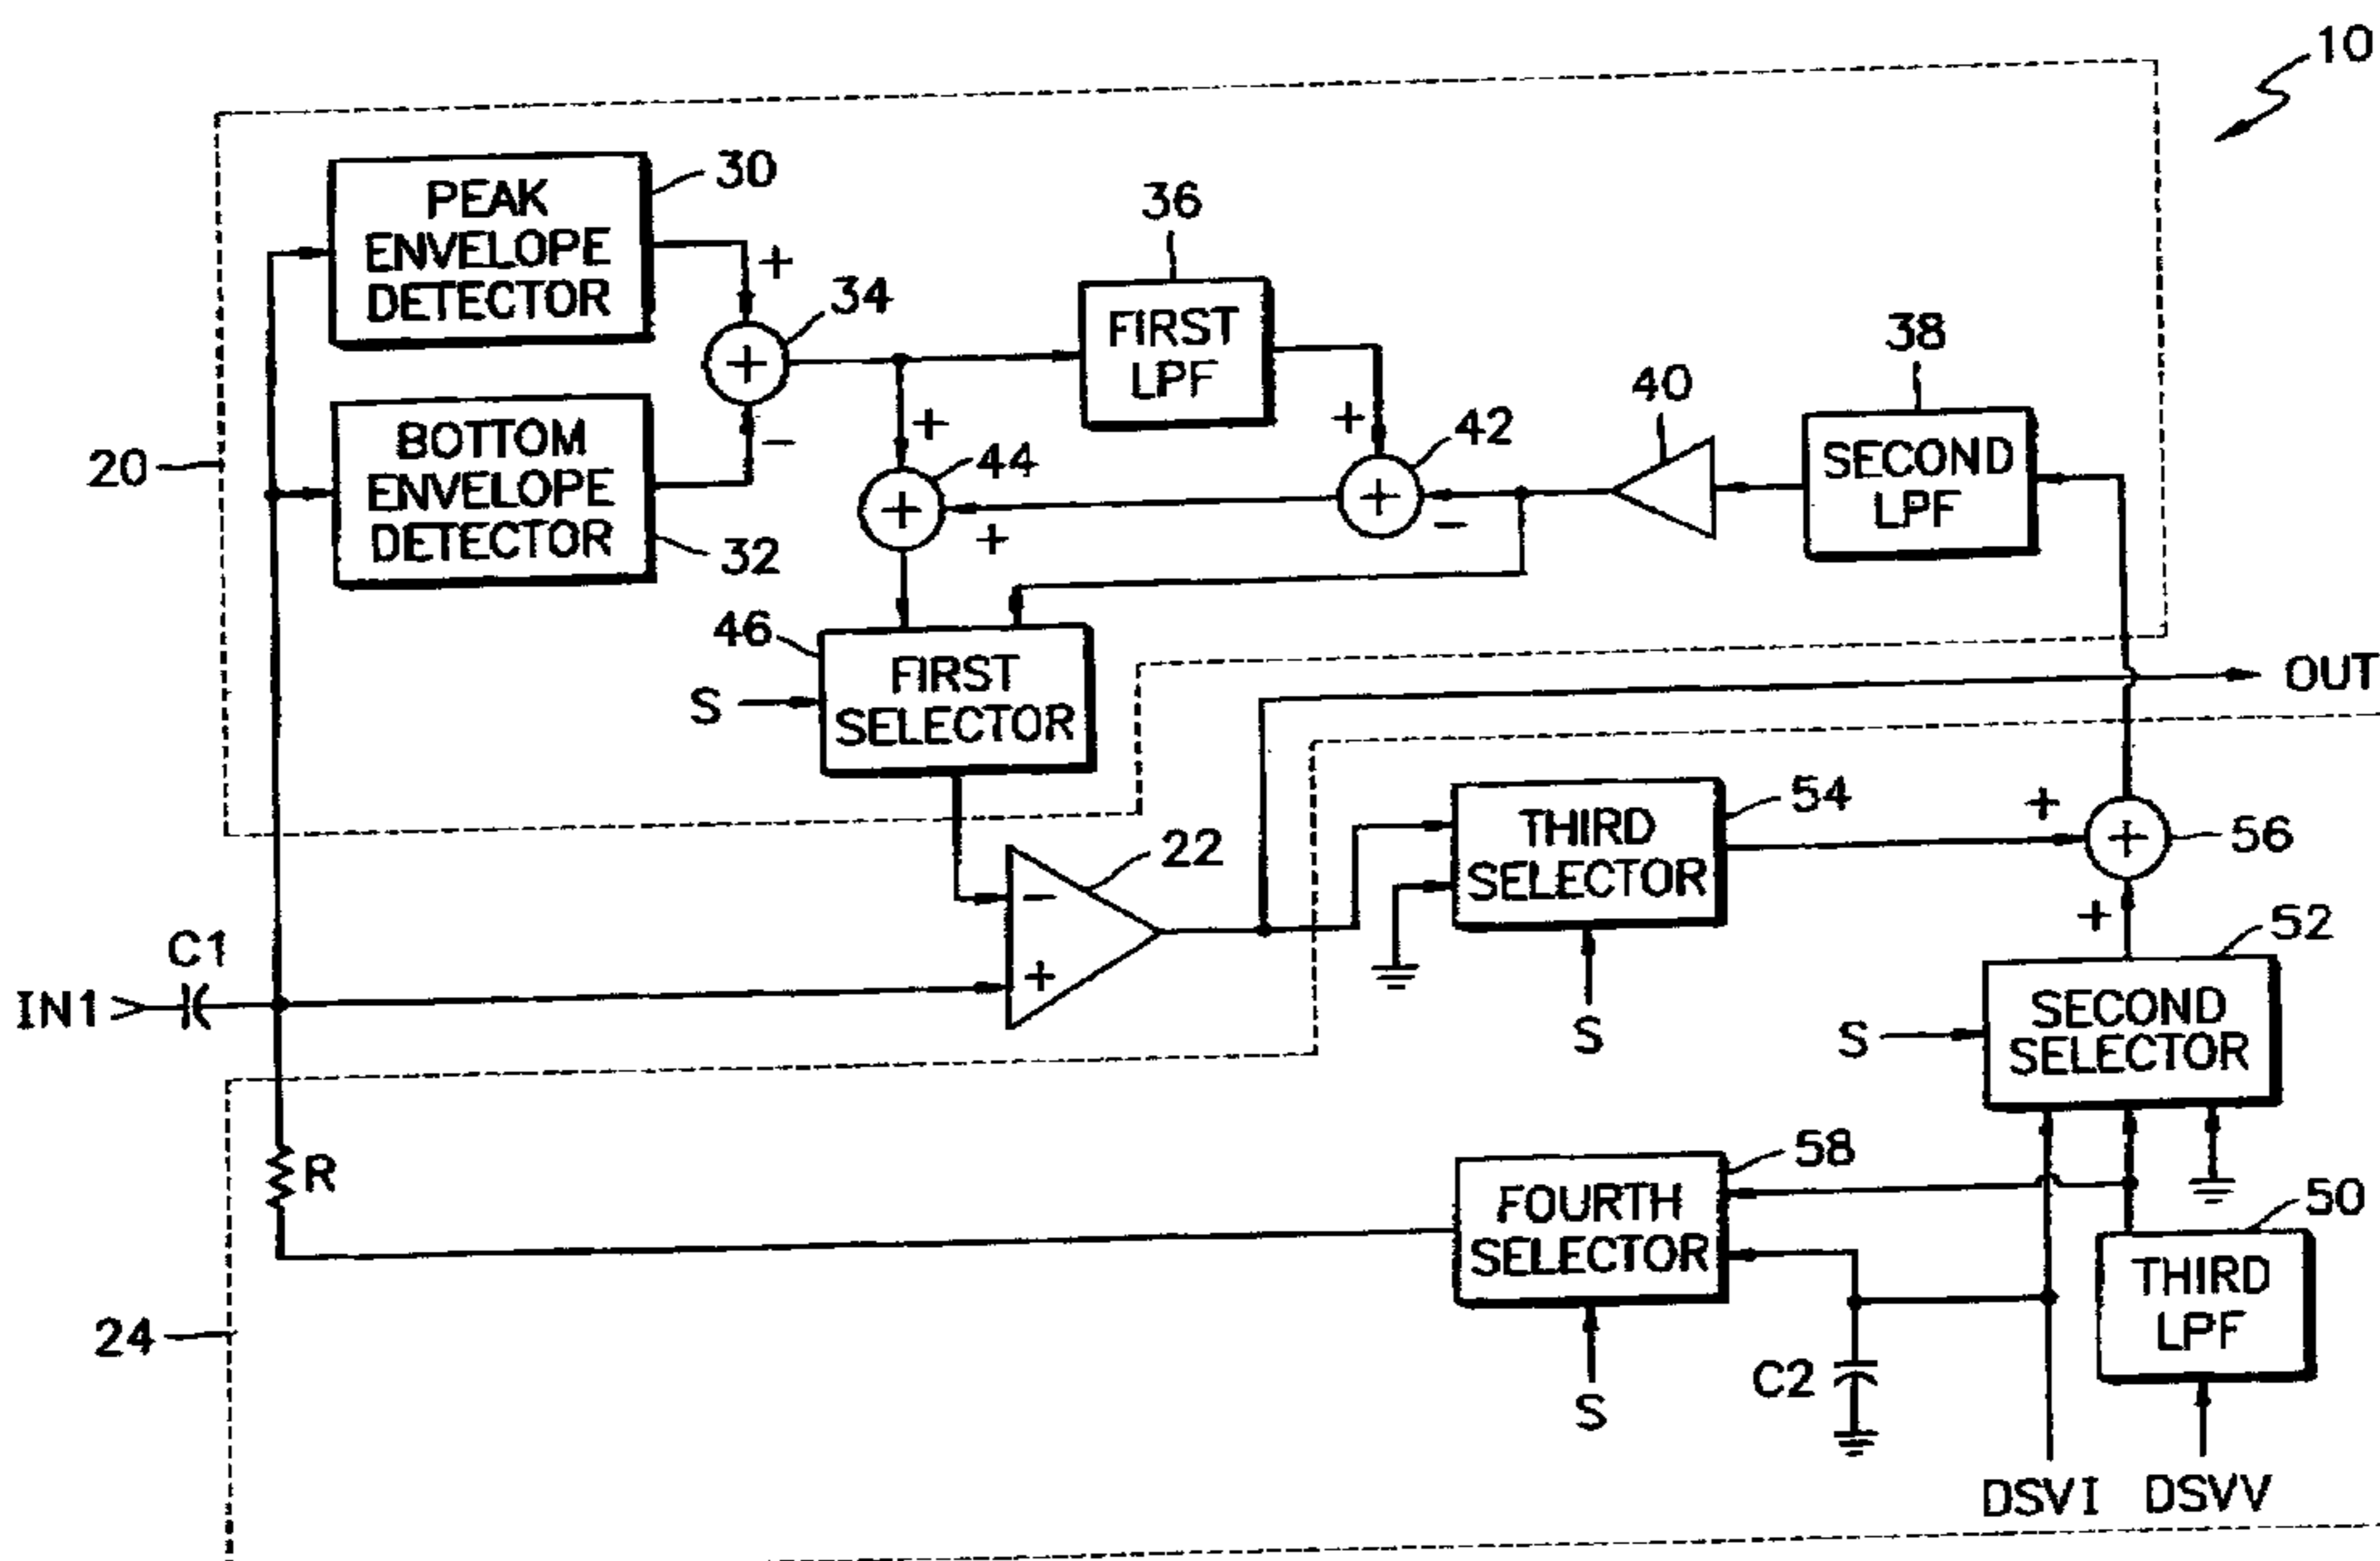 10
PEAK
ENVELOPE
DETECTOR
30
+
34
+
36
FIRST
LPF
38
SECOND
LPF
40
+
42
+
−
20
BOTTOM
ENVELOPE
DETECTOR
32
−
+
44
+
+
46
FIRST
SELECTOR
S
OUT
THIRD
SELECTOR
54
S
+
+
56
+
22
−
+
C1
IN1
52
SECOND
SELECTOR
S
R
58
FOURTH
SELECTOR
S
50
THIRD
LPF
24
C2
DSVI
DSVV